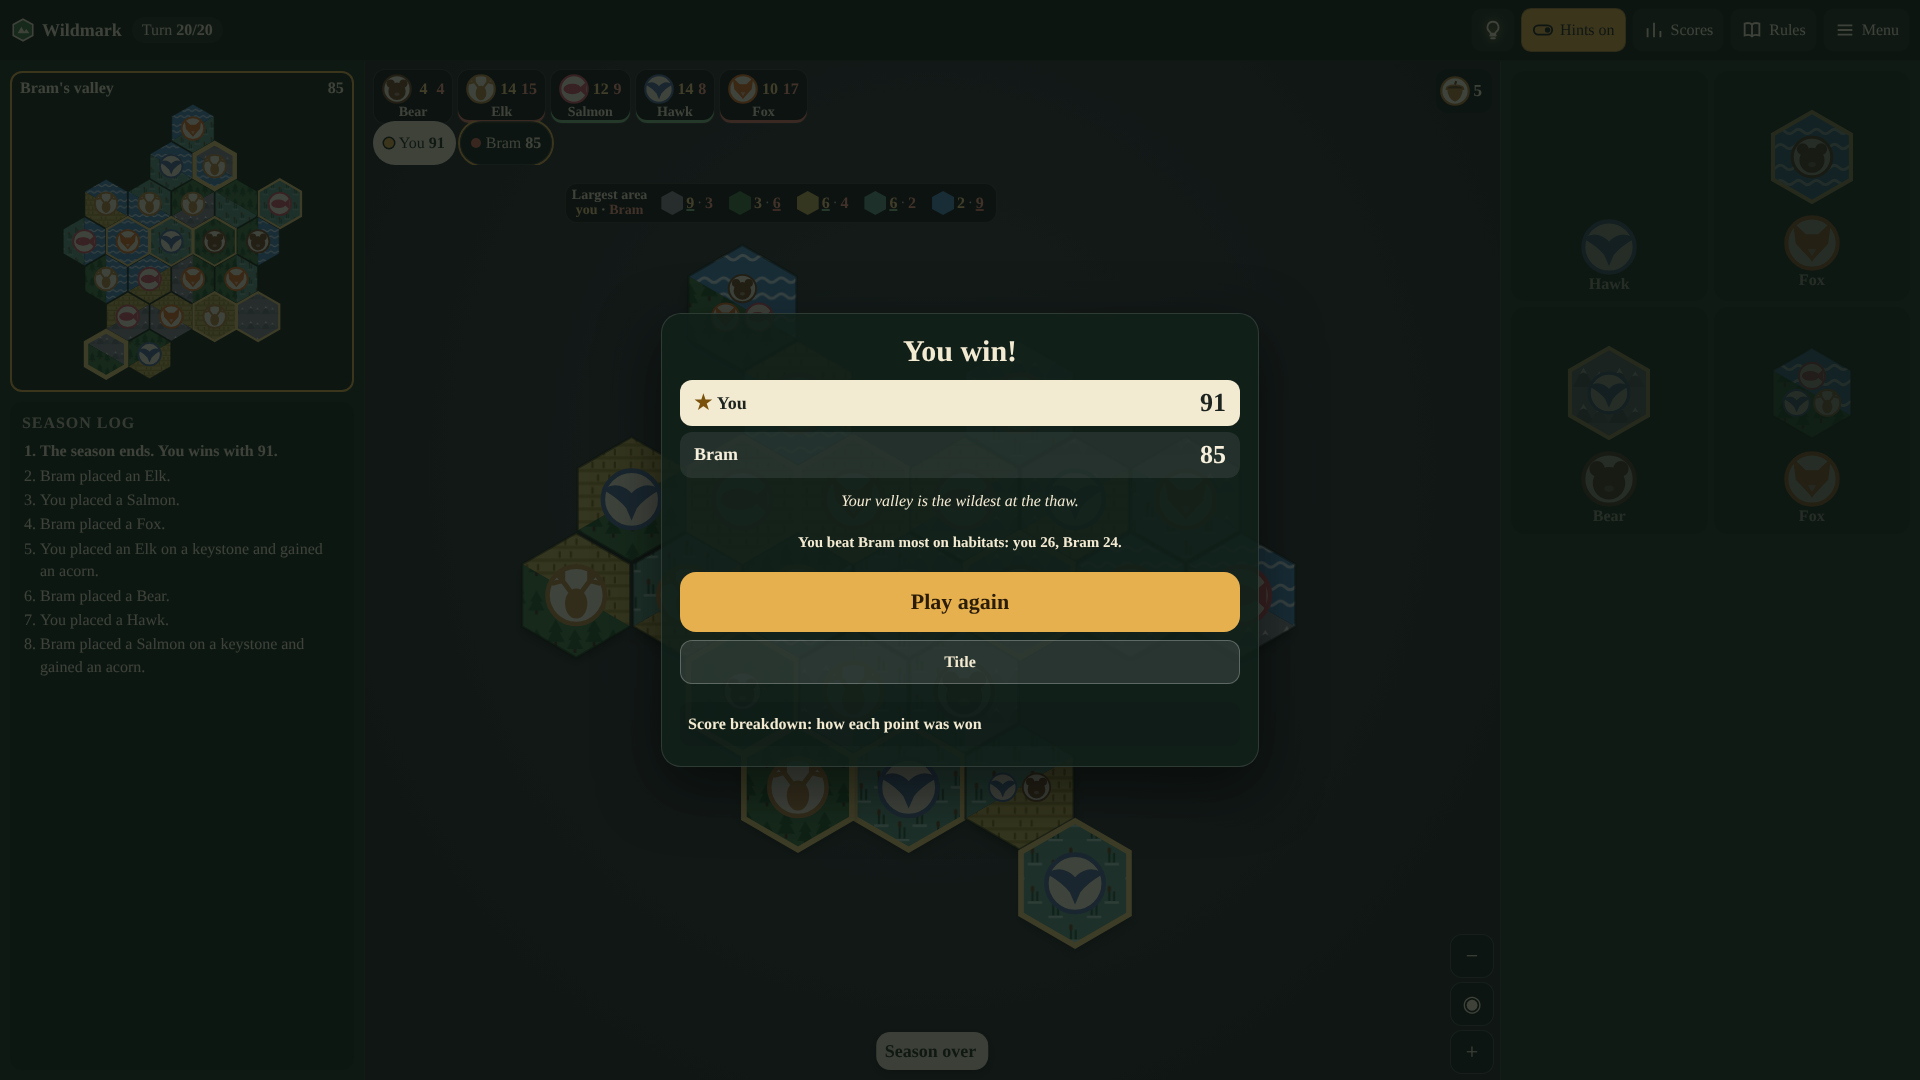 Wildmark
Turn 20/20
Hints on
Scores
Rules
Menu
Bram's valley
85
4 4
Bear
14 15
Elk
12 9
Salmon
14 8
Hawk
10 17
Fox
5
You 91
Bram 85
Largest area
you · Bram
9 · 3
3 · 6
6 · 4
6 · 2
2 · 9
Hawk
Fox
Bear
Fox
SEASON LOG
1. The season ends. You wins with 91.
2. Bram placed an Elk.
3. You placed a Salmon.
4. Bram placed a Fox.
5. You placed an Elk on a keystone and gained
an acorn.
6. Bram placed a Bear.
7. You placed a Hawk.
8. Bram placed a Salmon on a keystone and
gained an acorn.
You win!
★ You
91
Bram
85
Your valley is the wildest at the thaw.
You beat Bram most on habitats: you 26, Bram 24.
Play again
Title
Score breakdown: how each point was won
Season over
−
+